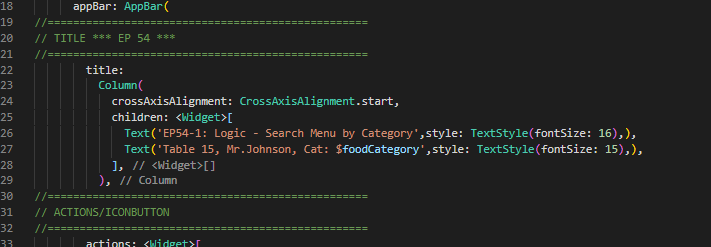 18 appBar: AppBar(
19 //================================================
20 // TITLE *** EP 54 ***
21 //================================================
22 title:
23 Column(
24 crossAxisAlignment: CrossAxisAlignment.start,
25 children: <Widget>[
26 Text('EP54-1: Logic - Search Menu by Category',style: TextStyle(fontSize: 16),),
27 Text('Table 15, Mr.Johnson, Cat: $foodCategory',style: TextStyle(fontSize: 15),),
28 ], // <Widget>[]
29 ), // Column
30 //================================================
31 // ACTIONS/ICONBUTTON
32 //================================================
33 actions: <Widget>[